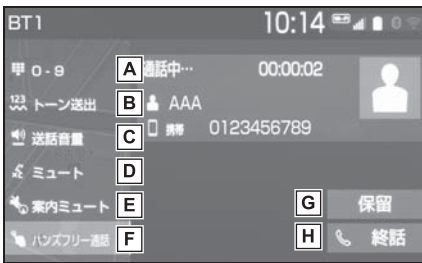 BT1 10:14 0
0-9 A 通話中… 00:00:02
123 トーン送出 B AAA
送話音量 C 携帯 0123456789
ミュート D
案内ミュート E G 保留
ハンズフリー通話 F H 終話